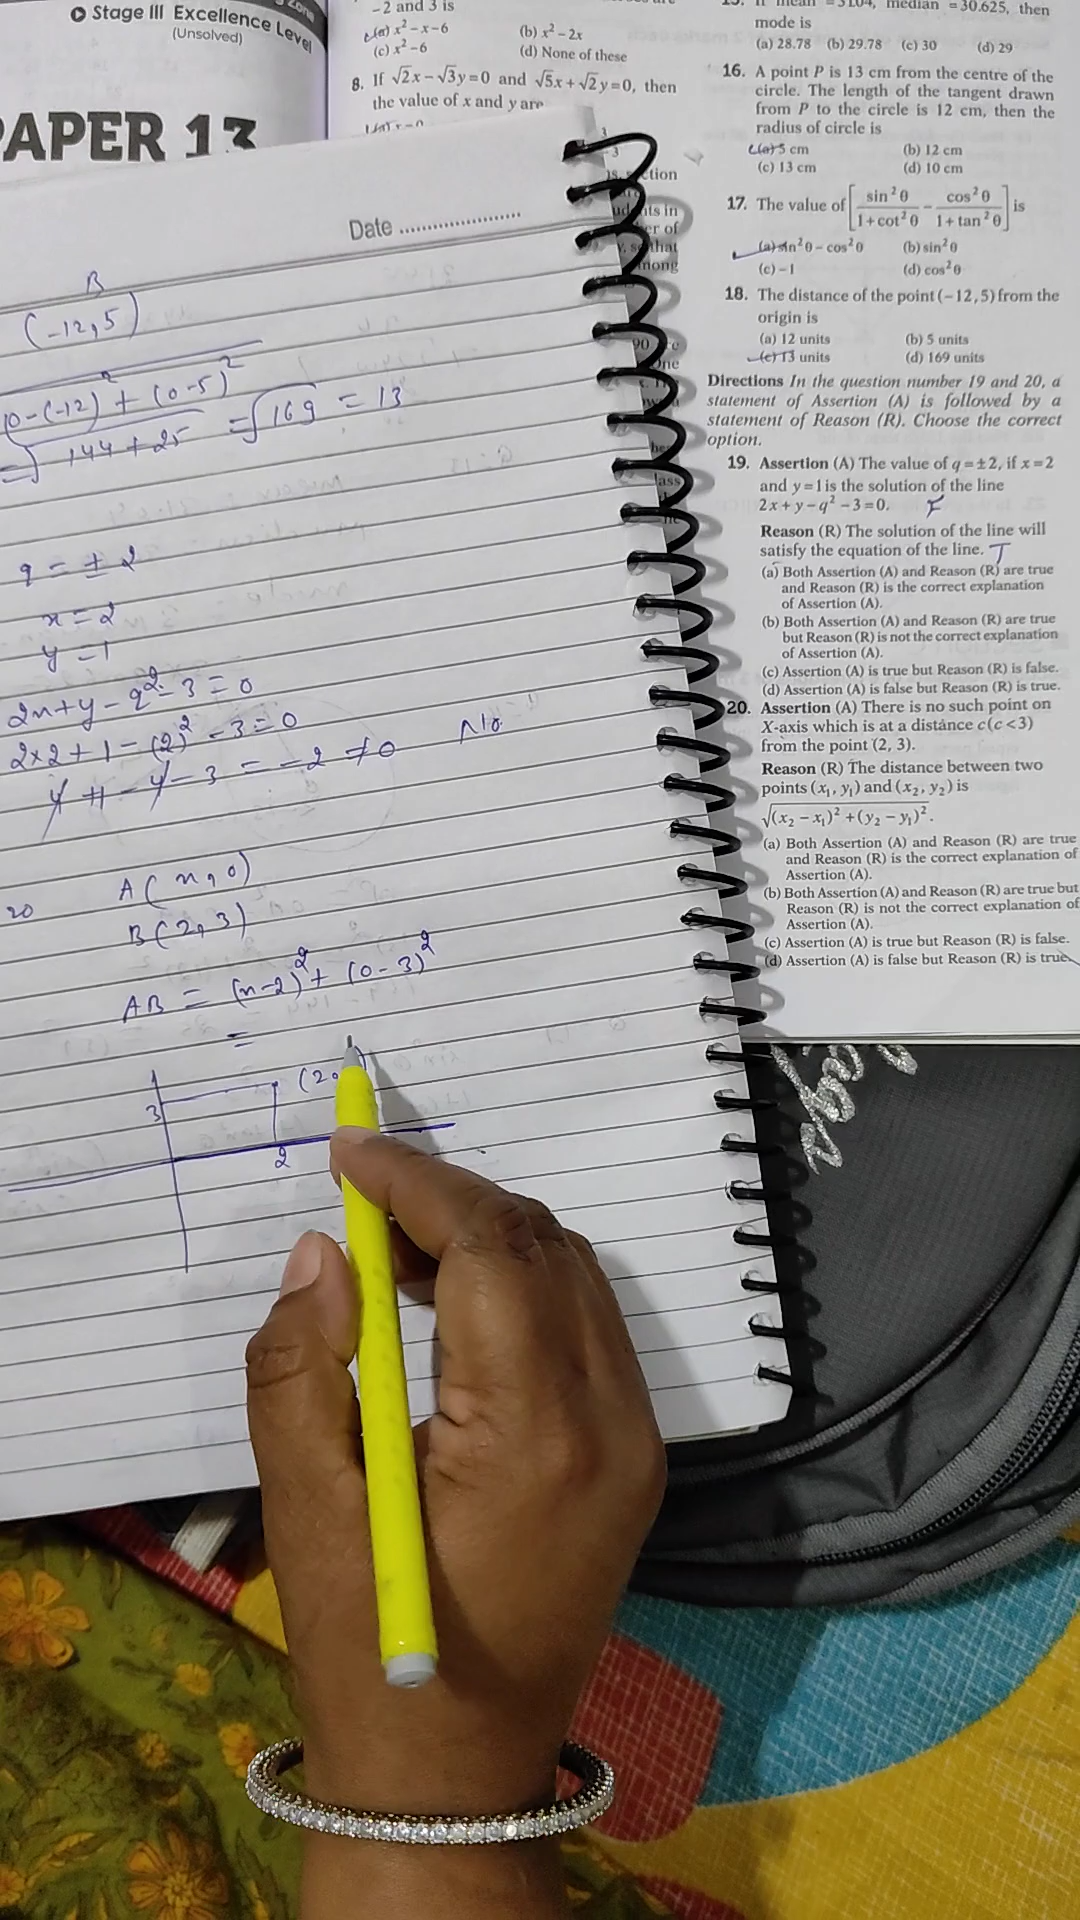 Stage III Excellence Level
(Unsolved)
PAPER 13
-2 and 3 is
(a) x² - x - 6 (b) x² - 2x
(c) x² - 6 (d) None of these
8. If √2x - √3y = 0 and √5x + √2y = 0, then
the value of x and y are
mean = 31.04, median = 30.625, then
mode is
(a) 28.78 (b) 29.78 (c) 30 (d) 29
16. A point P is 13 cm from the centre of the
circle. The length of the tangent drawn
from P to the circle is 12 cm, then the
radius of circle is
(a) 5 cm (b) 12 cm
(c) 13 cm (d) 10 cm
17. The value of [sin²θ/(1+cot²θ) - cos²θ/(1+tan²θ)] is
(a) sin²θ - cos²θ (b) sin²θ
(c) -1 (d) cos²θ
18. The distance of the point (-12, 5) from the
origin is
(a) 12 units (b) 5 units
(c) 13 units (d) 169 units
Directions In the question number 19 and 20, a
statement of Assertion (A) is followed by a
statement of Reason (R). Choose the correct
option.
19. Assertion (A) The value of q = ±2, if x = 2
and y = 1 is the solution of the line
2x + y - q² - 3 = 0. F
Reason (R) The solution of the line will
satisfy the equation of the line. T
(a) Both Assertion (A) and Reason (R) are true
and Reason (R) is the correct explanation
of Assertion (A).
(b) Both Assertion (A) and Reason (R) are true
but Reason (R) is not the correct explanation
of Assertion (A).
(c) Assertion (A) is true but Reason (R) is false.
(d) Assertion (A) is false but Reason (R) is true.
20. Assertion (A) There is no such point on
X-axis which is at a distance c(c < 3)
from the point (2, 3).
Reason (R) The distance between two
points (x₁, y₁) and (x₂, y₂) is
√(x₂ - x₁)² + (y₂ - y₁)².
(a) Both Assertion (A) and Reason (R) are true
and Reason (R) is the correct explanation of
Assertion (A).
(b) Both Assertion (A) and Reason (R) are true but
Reason (R) is not the correct explanation of
Assertion (A).
(c) Assertion (A) is true but Reason (R) is false.
(d) Assertion (A) is false but Reason (R) is true.
Date
B
(-12, 5)
0-(-12)² + (0-5)²
= √144 + 25 = √169 = 13
q = ± 2
x = 2
y = 1
2x + y - q² - 3 = 0
2×2 + 1 - (2)² - 3 = 0
4 + 1 - 4 - 3 = -2 ≠ 0 No
20 A(x, 0)
B(2, 3)
AB = (x-2)² + (0-3)²
=
(2,
3
2